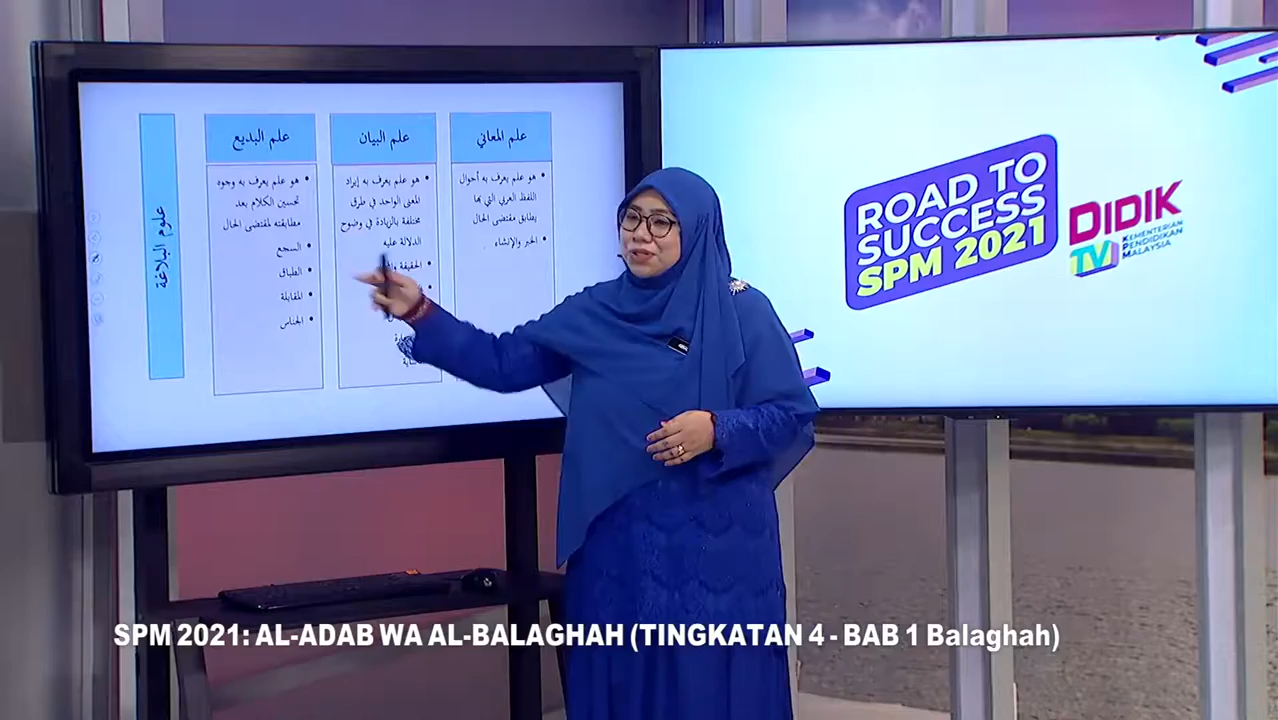 علوم البلاغة
علم المعاني
• هو علم يعرف به أحوال
اللفظ العربي التي بها
يطابق مقتضى الحال
• الخبر والإنشاء
علم البيان
• هو علم يعرف به إيراد
المعنى الواحد في طرق
مختلفة بالزيادة في وضوح
الدلالة عليه
• الحقيقة
علم البديع
• هو علم يعرف به وجوه
تحسين الكلام بعد
مطابقته لمقتضى الحال
• السجع
• الطباق
• المقابلة
• الجناس
ROAD TO
SUCCESS
SPM 2021
DIDIK
TV
KEMENTERIAN
PENDIDIKAN
MALAYSIA
SPM 2021: AL-ADAB WA AL-BALAGHAH (TINGKATAN 4 - BAB 1 Balaghah)